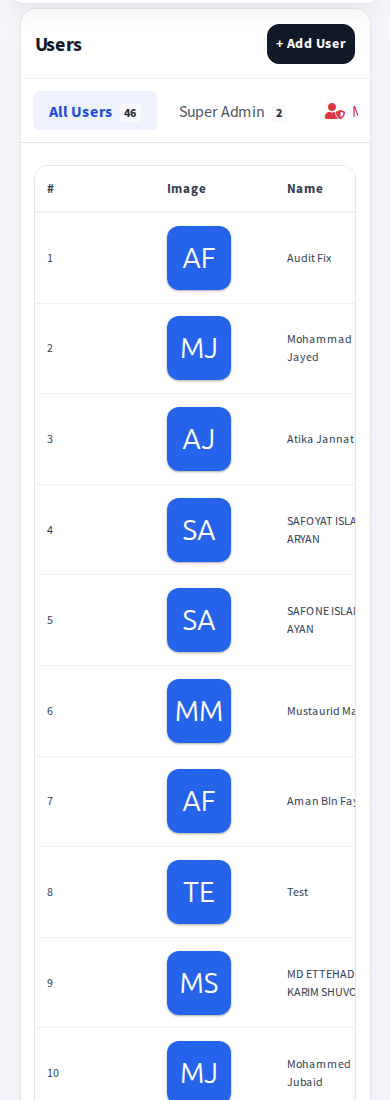 Users
+ Add User
All Users 46 Super Admin 2
# Image Name
1 AF Audit Fix
2 MJ Mohammad
Jayed
3 AJ Atika Jannat
4 SA SAFOYAT ISLA
ARYAN
5 SA SAFONE ISLA
AYAN
6 MM Mustaurid Ma
7 AF Aman BIn Fay
8 TE Test
9 MS MD ETTEHAD
KARIM SHUVO
10 MJ Mohammed
Jubaid